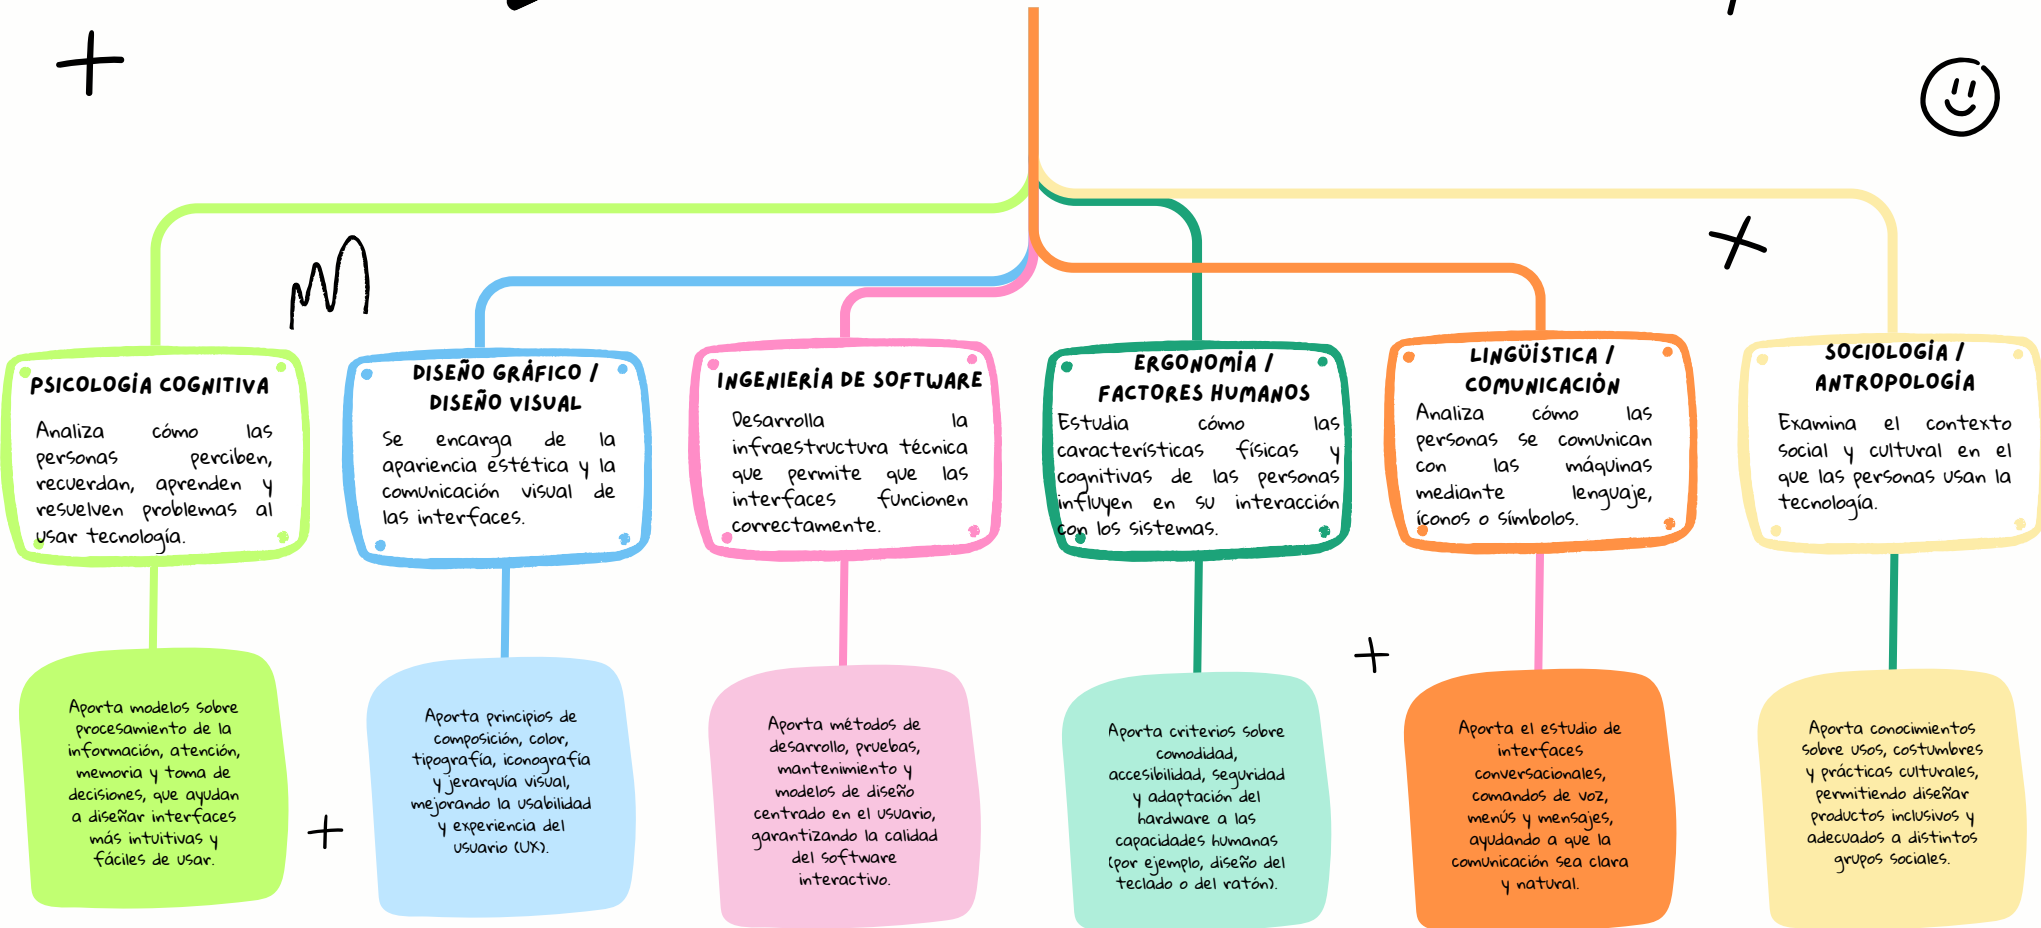 PSICOLOGÍA COGNITIVA
Analiza cómo las
personas perciben,
recuerdan, aprenden y
resuelven problemas al
usar tecnología.
DISEÑO GRÁFICO /
DISEÑO VISUAL
Se encarga de la
apariencia estética y la
comunicación visual de
las interfaces.
INGENIERÍA DE SOFTWARE
Desarrolla la
infraestructura técnica
que permite que las
interfaces funcionen
correctamente.
ERGONOMÍA /
FACTORES HUMANOS
Estudia cómo las
características físicas y
cognitivas de las personas
influyen en su interacción
con los sistemas.
LINGÜÍSTICA /
COMUNICACIÓN
Analiza cómo las
personas se comunican
con las máquinas
mediante lenguaje,
íconos o símbolos.
SOCIOLOGÍA /
ANTROPOLOGÍA
Examina el contexto
social y cultural en el
que las personas usan la
tecnología.
Aporta modelos sobre
procesamiento de la
información, atención,
memoria y toma de
decisiones, que ayudan
a diseñar interfaces
más intuitivas y
fáciles de usar.
Aporta principios de
composición, color,
tipografía, iconografía
y jerarquía visual,
mejorando la usabilidad
y experiencia del
usuario (UX).
Aporta métodos de
desarrollo, pruebas,
mantenimiento y
modelos de diseño
centrado en el usuario,
garantizando la calidad
del software
interactivo.
Aporta criterios sobre
comodidad,
accesibilidad, seguridad
y adaptación del
hardware a las
capacidades humanas
(por ejemplo, diseño del
teclado o del ratón).
Aporta el estudio de
interfaces
conversacionales,
comandos de voz,
menús y mensajes,
ayudando a que la
comunicación sea clara
y natural.
Aporta conocimientos
sobre usos, costumbres
y prácticas culturales,
permitiendo diseñar
productos inclusivos y
adecuados a distintos
grupos sociales.